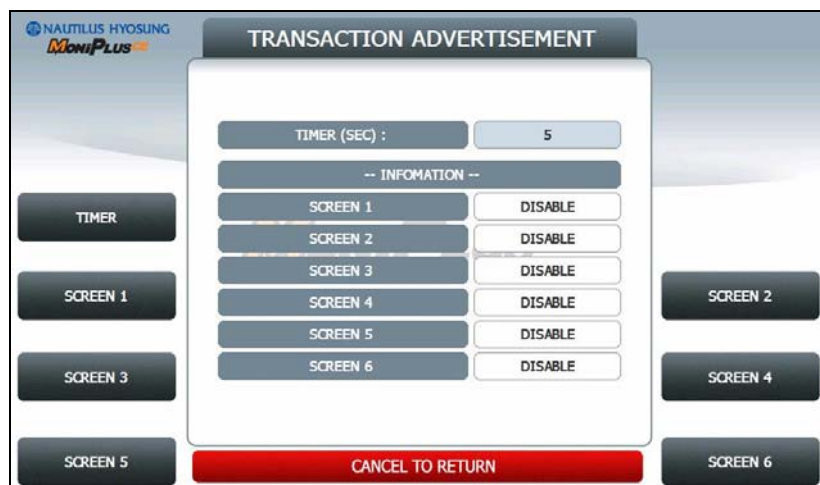 NAUTILUS HYOSUNG
MONIPLUS CE
TRANSACTION ADVERTISEMENT
TIMER (SEC) : 5
-- INFOMATION --
SCREEN 1 DISABLE
SCREEN 2 DISABLE
SCREEN 3 DISABLE
SCREEN 4 DISABLE
SCREEN 5 DISABLE
SCREEN 6 DISABLE
TIMER
SCREEN 1
SCREEN 2
SCREEN 3
SCREEN 4
SCREEN 5
CANCEL TO RETURN
SCREEN 6